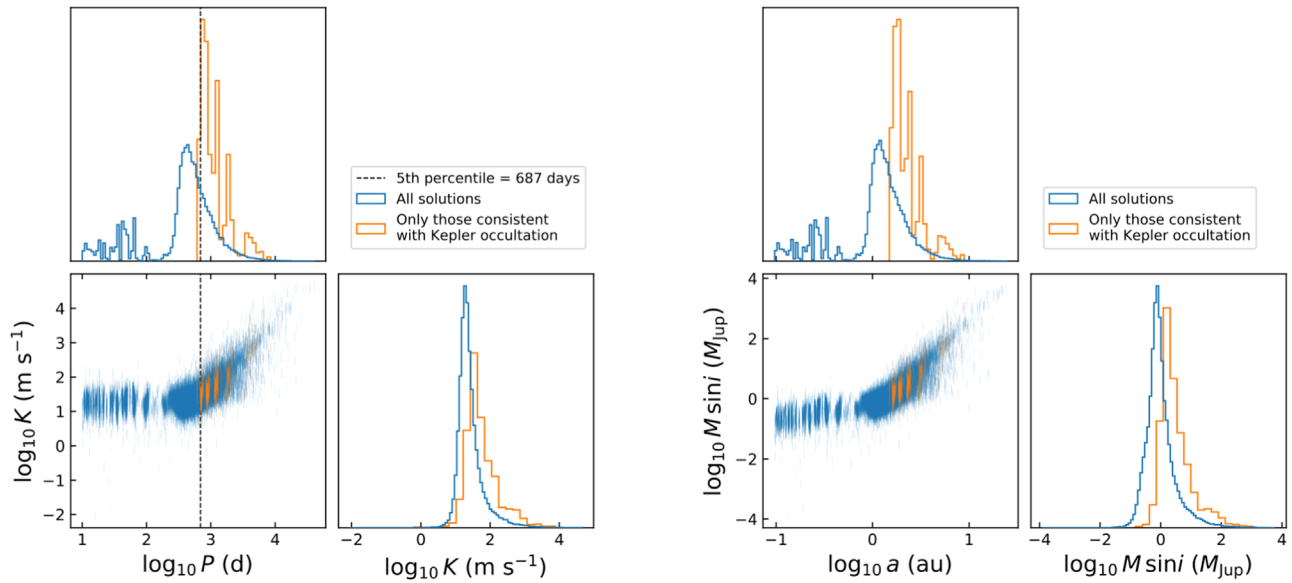 5th percentile = 687 days
All solutions
Only those consistent
with Kepler occultation
log₁₀ K (m s⁻¹)
4
3
2
1
0
−1
−2
1 2 3 4
log₁₀ P (d)
−2 0 2 4
log₁₀ K (m s⁻¹)
All solutions
Only those consistent
with Kepler occultation
log₁₀ M sini (M_Jup)
4
2
0
−2
−4
−1 0 1
log₁₀ a (au)
−4 −2 0 2 4
log₁₀ M sini (M_Jup)